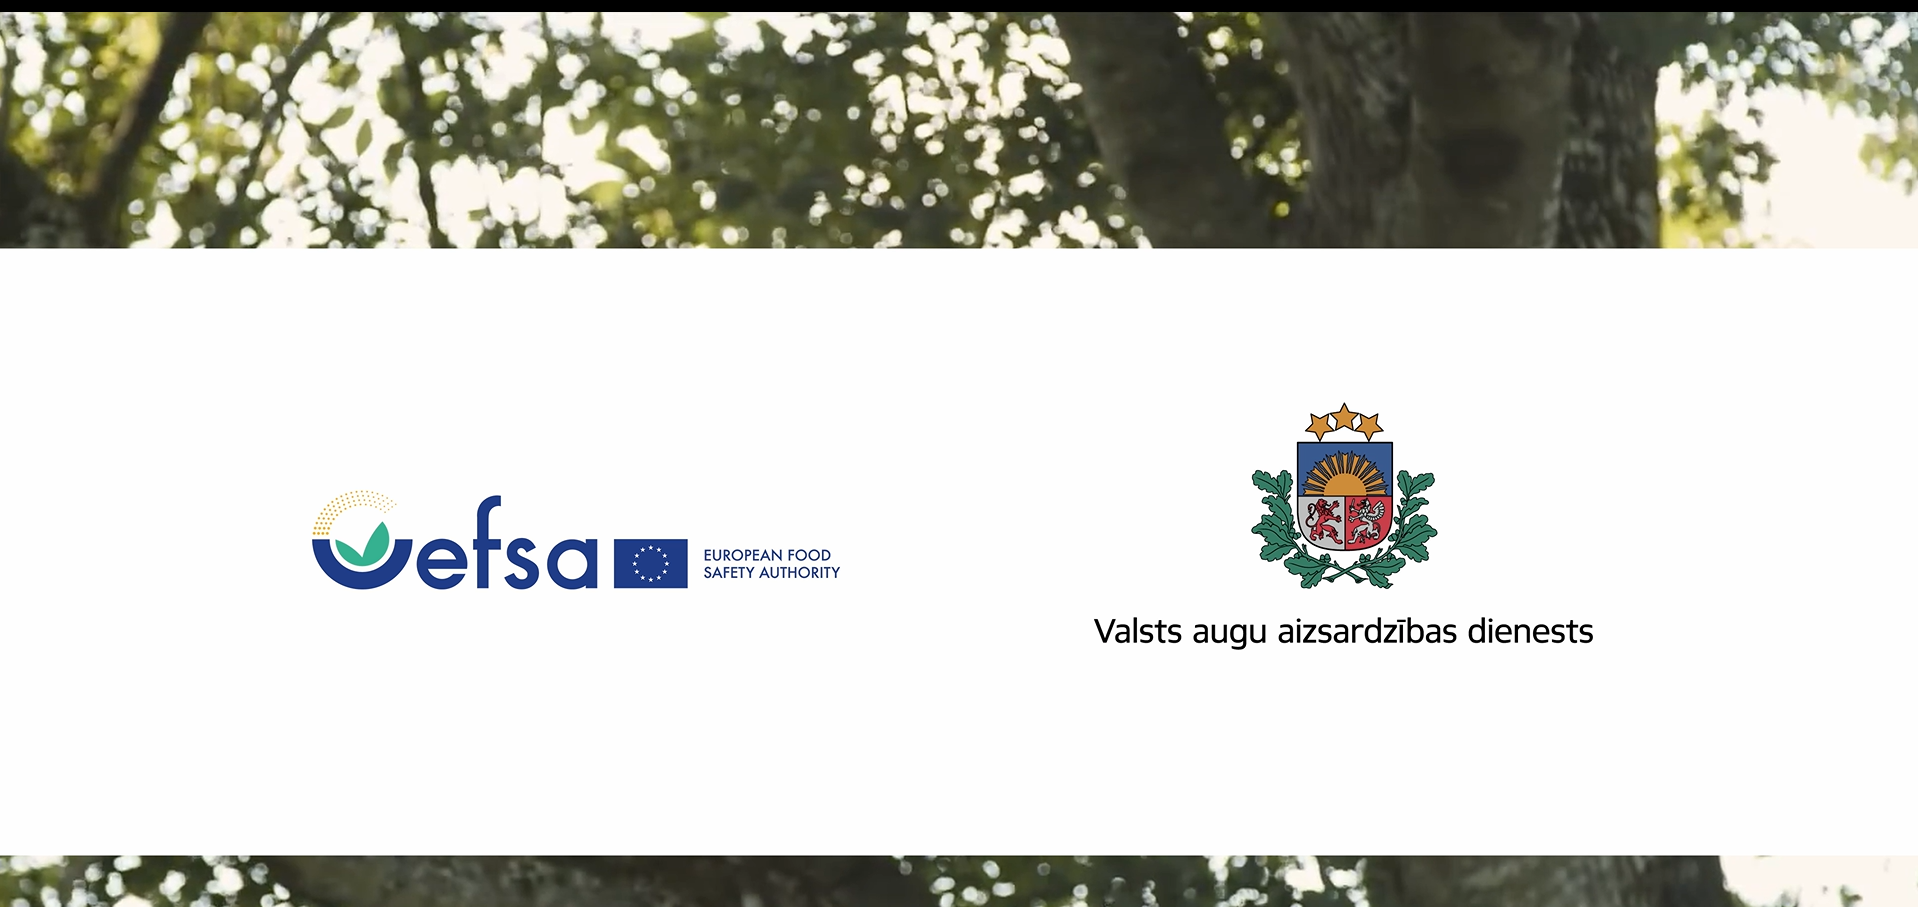 efsa
EUROPEAN FOOD
SAFETY AUTHORITY
Valsts augu aizsardzības dienests